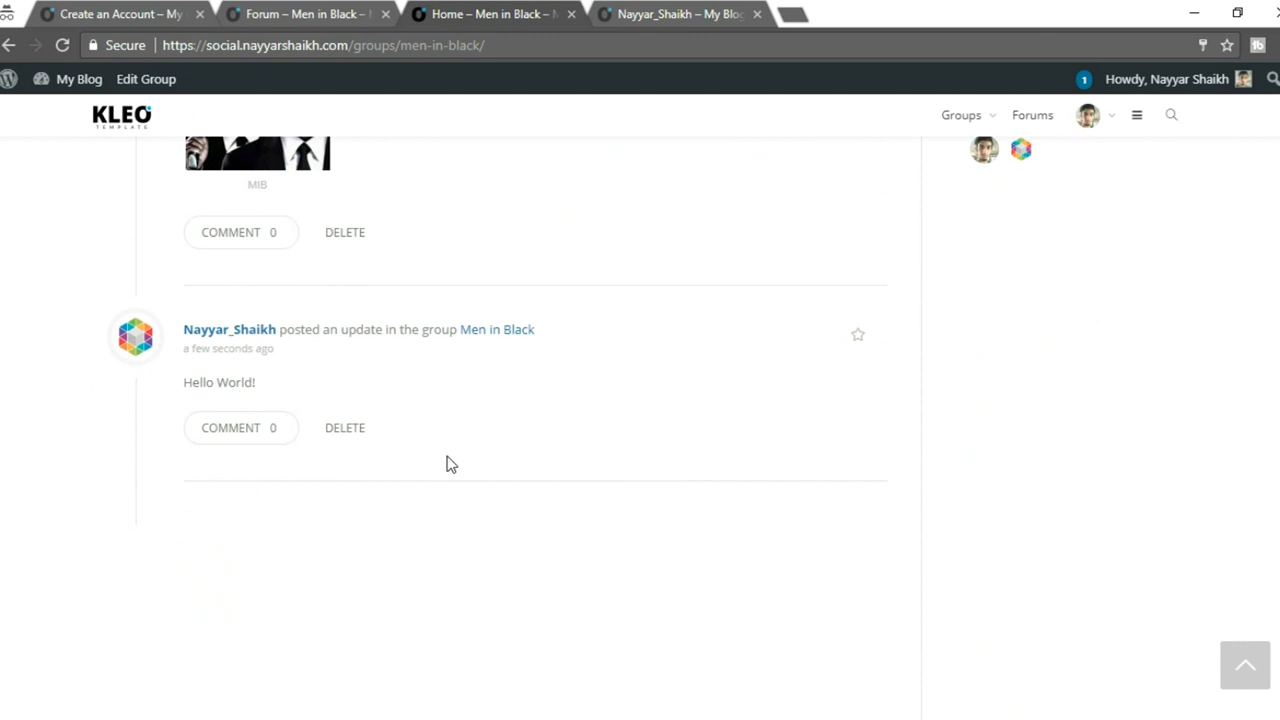 Create an Account – My
Forum – Men in Black –
Home – Men in Black –
Nayyar_Shaikh – My Blo
Secure
https://social.nayyarshaikh.com/groups/men-in-black/
My Blog
Edit Group
1
Howdy, Nayyar Shaikh
KLEO
TEMPLATE
Groups
Forums
MIB
COMMENT 0
DELETE
Nayyar_Shaikh posted an update in the group Men in Black
a few seconds ago
Hello World!
COMMENT 0
DELETE